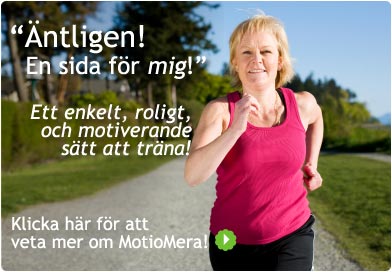 “Äntligen!
En sida för mig!”
Ett enkelt, roligt,
och motiverande
sätt att träna!
Klicka här för att
veta mer om MotioMera!